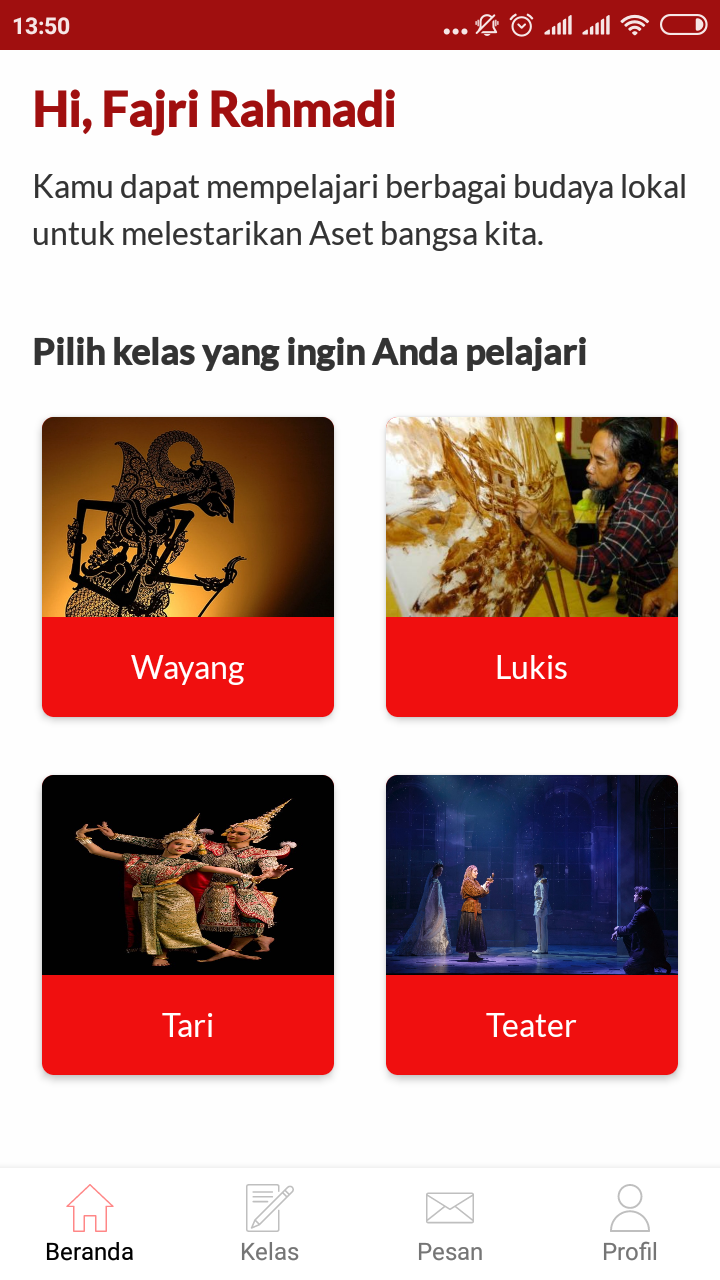 13:50
Hi, Fajri Rahmadi
Kamu dapat mempelajari berbagai budaya lokal
untuk melestarikan Aset bangsa kita.
Pilih kelas yang ingin Anda pelajari
Wayang
Lukis
Tari
Teater
Beranda
Kelas
Pesan
Profil